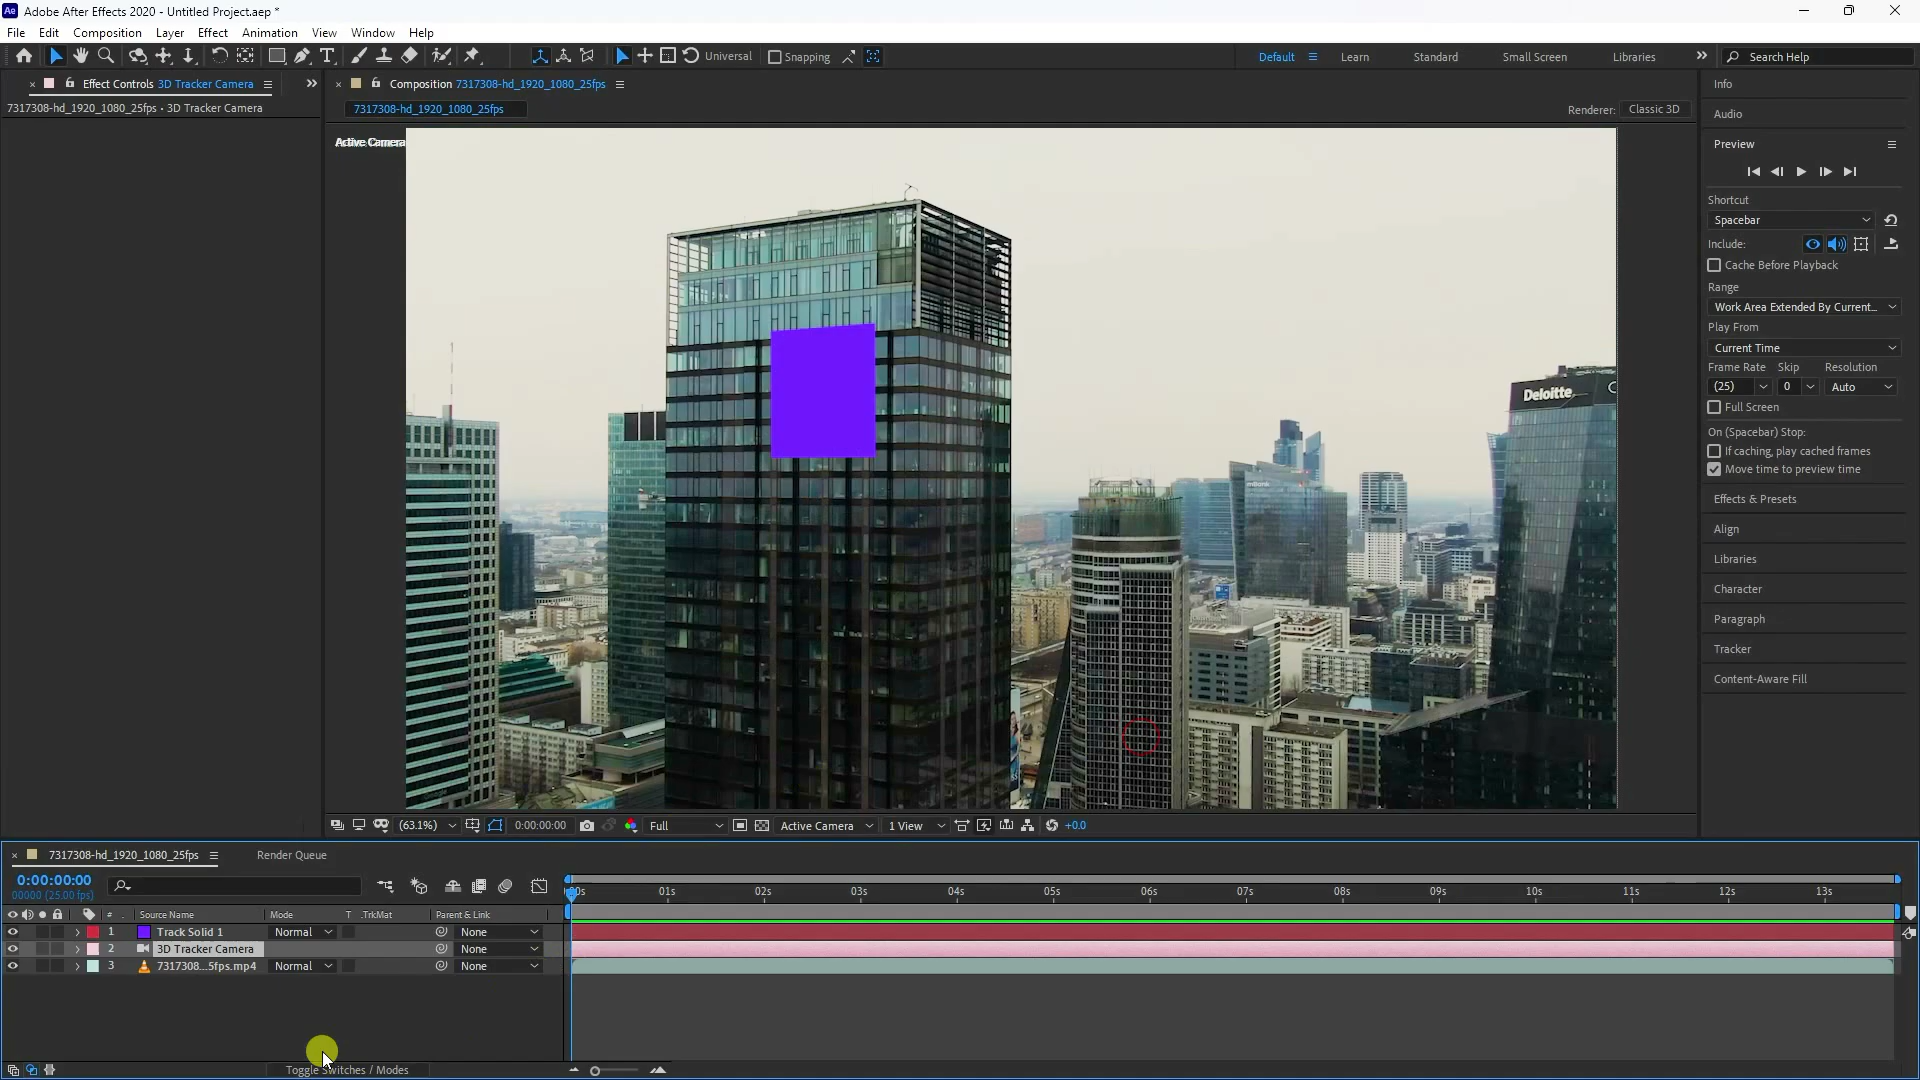 Adobe After Effects 2020 - Untitled Project.aep *
File Edit Composition Layer Effect Animation View Window Help
Universal Snapping Default Learn Standard Small Screen Libraries Search Help
Effect Controls 3D Tracker Camera
7317308-hd_1920_1080_25fps • 3D Tracker Camera
Composition 7317308-hd_1920_1080_25fps
7317308-hd_1920_1080_25fps
Renderer: Classic 3D
Active Camera
Deloitte
mBank
Info
Audio
Preview
Shortcut
Spacebar
Include:
Cache Before Playback
Range
Work Area Extended By Current...
Play From
Current Time
Frame Rate Skip Resolution
(25) 0 Auto
Full Screen
On (Spacebar) Stop:
If caching, play cached frames
Move time to preview time
Effects & Presets
Align
Libraries
Character
Paragraph
Tracker
Content-Aware Fill
(63.1%) 0:00:00:00 Full Active Camera 1 View +0.0
7317308-hd_1920_1080_25fps Render Queue
0:00:00:00
00000 (25.00 fps)
01s 02s 03s 04s 05s 06s 07s 08s 09s 10s 11s 12s 13s
# Source Name Mode T .TrkMat Parent & Link
1 Track Solid 1 Normal None
2 3D Tracker Camera None
3 7317308...5fps.mp4 Normal None
Toggle Switches / Modes